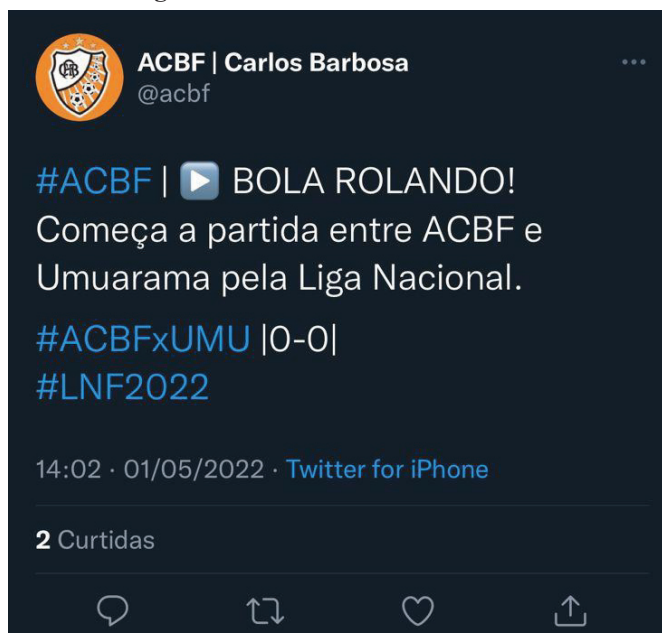 ACBF | Carlos Barbosa
@acbf
#ACBF | ▶️ BOLA ROLANDO!
Começa a partida entre ACBF e
Umuarama pela Liga Nacional.
#ACBFxUMU |0-0|
#LNF2022
14:02 · 01/05/2022 · Twitter for iPhone
2 Curtidas